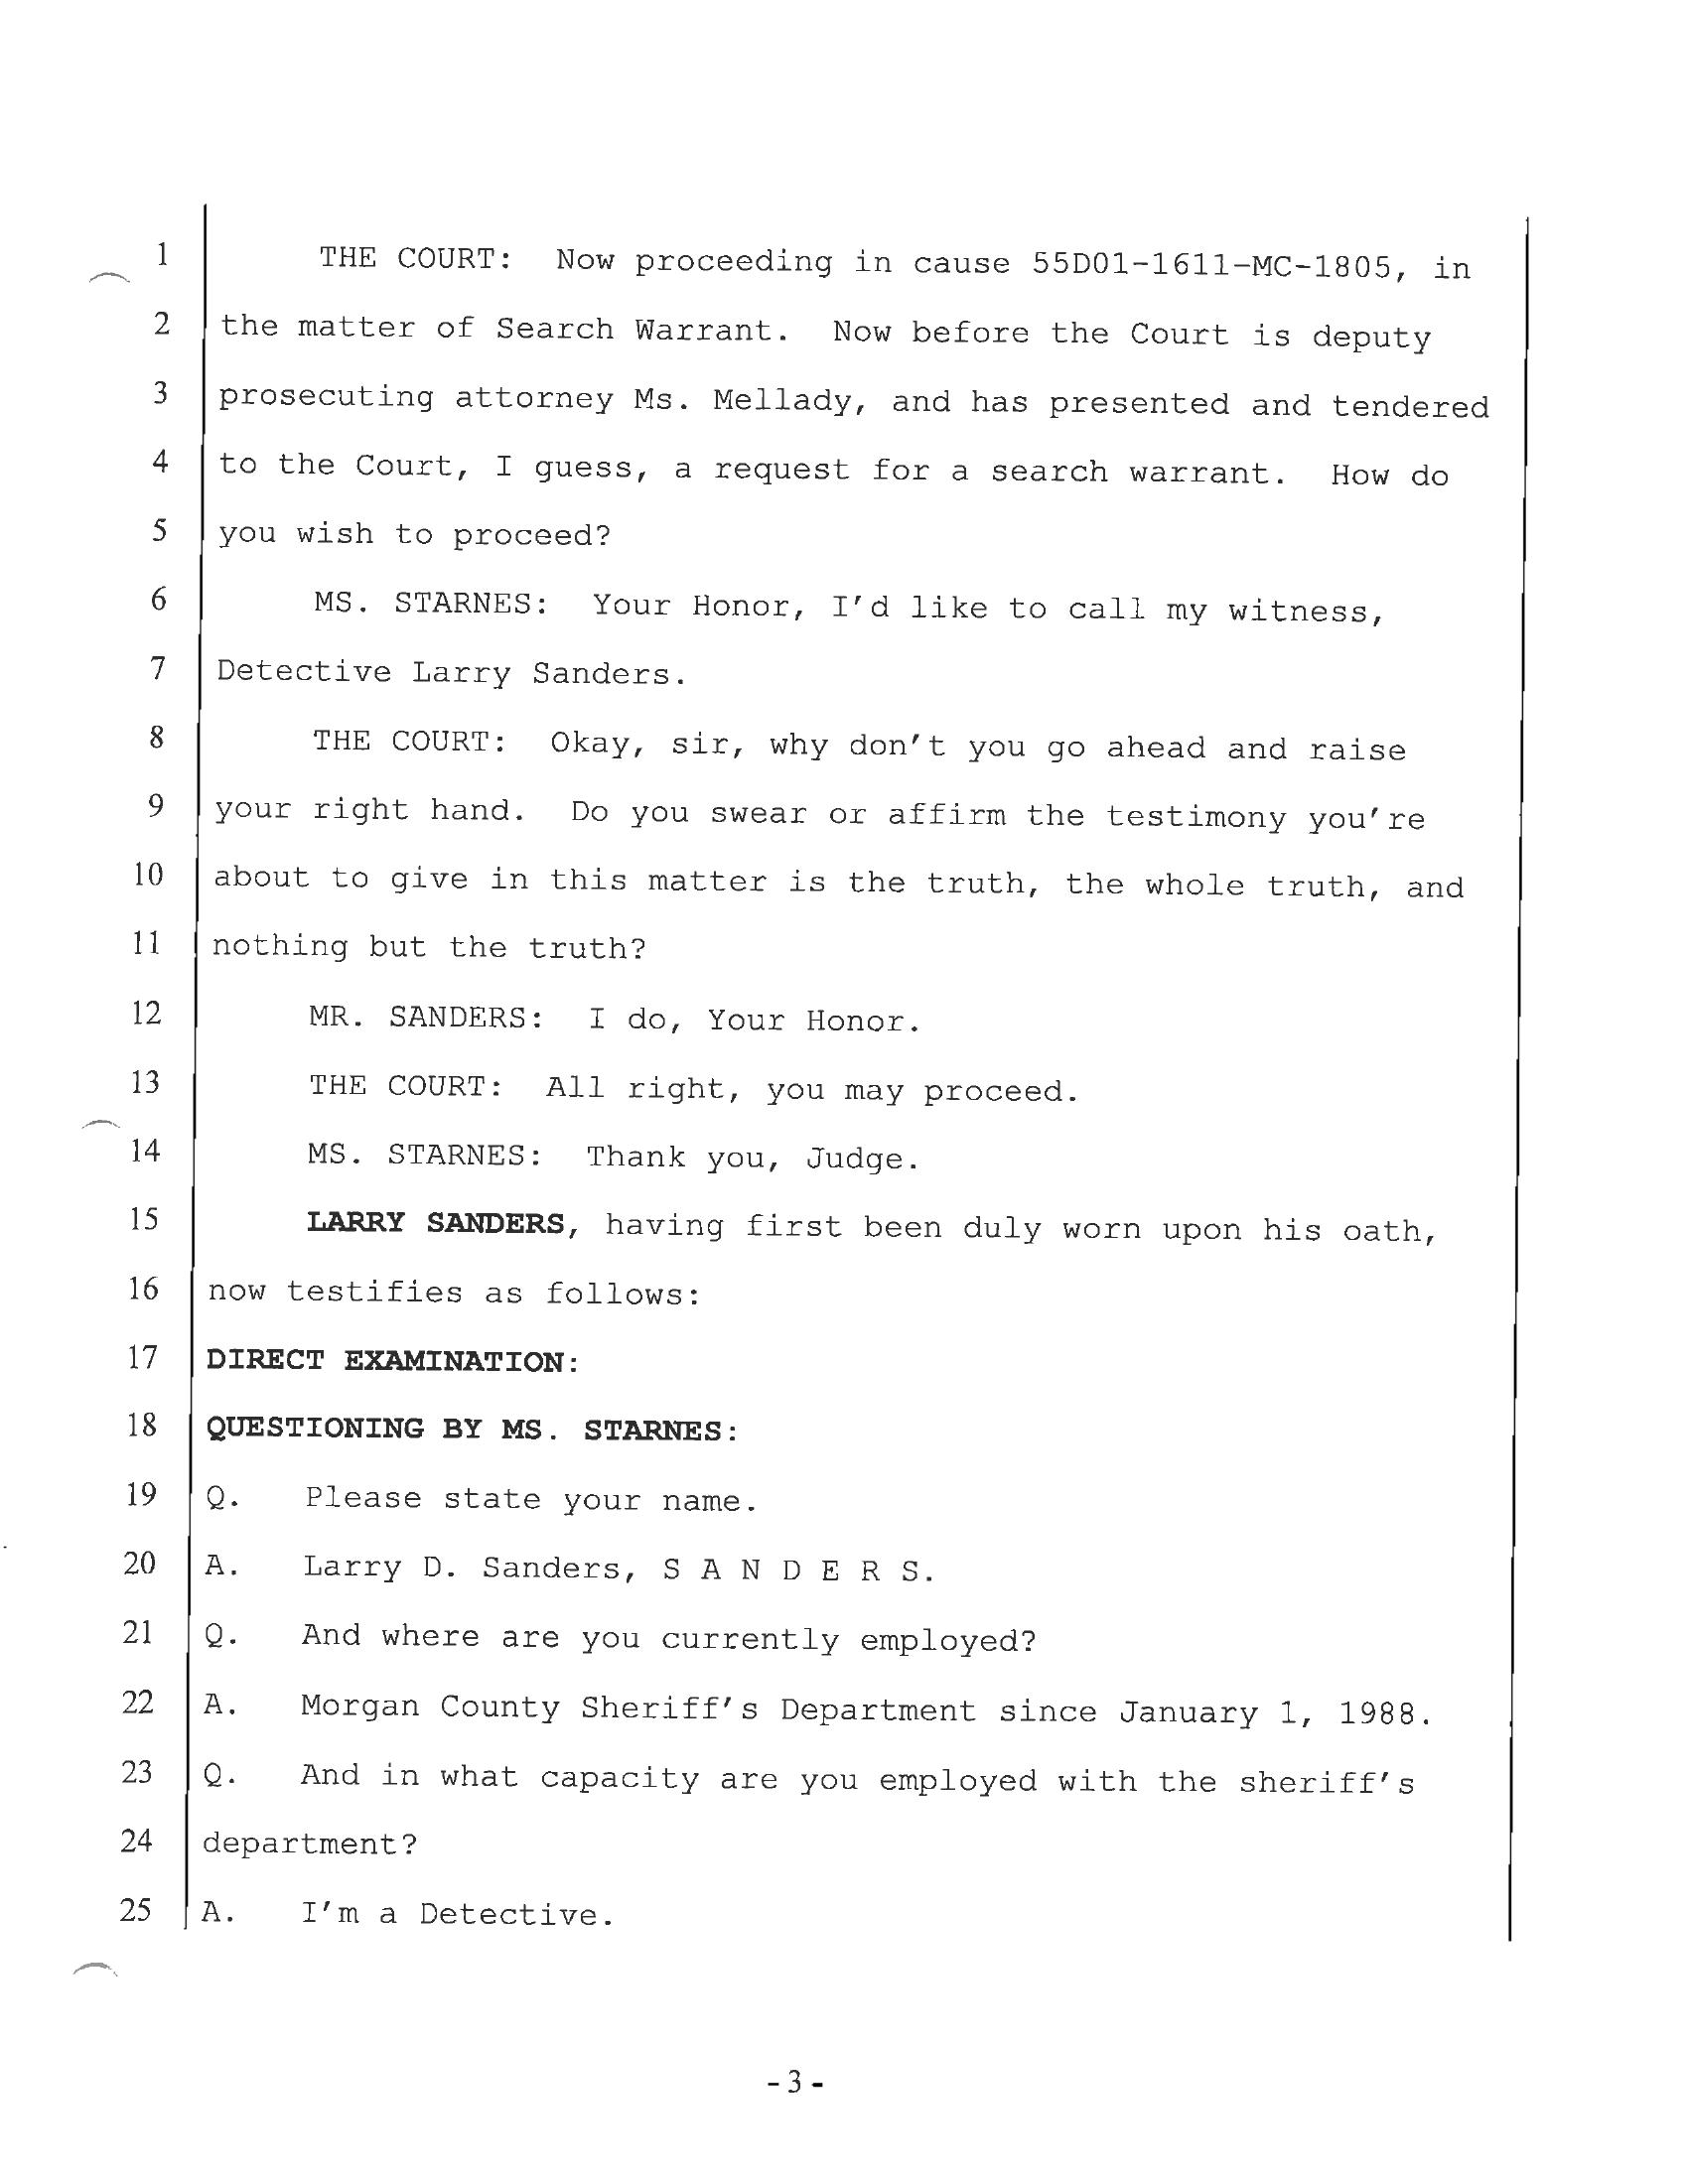 1 THE COURT: Now proceeding in cause 55D01-1611-MC-1805, in
2 the matter of Search Warrant. Now before the Court is deputy
3 prosecuting attorney Ms. Mellady, and has presented and tendered
4 to the Court, I guess, a request for a search warrant. How do
5 you wish to proceed?
6 MS. STARNES: Your Honor, I'd like to call my witness,
7 Detective Larry Sanders.
8 THE COURT: Okay, sir, why don't you go ahead and raise
9 your right hand. Do you swear or affirm the testimony you're
10 about to give in this matter is the truth, the whole truth, and
11 nothing but the truth?
12 MR. SANDERS: I do, Your Honor.
13 THE COURT: All right, you may proceed.
14 MS. STARNES: Thank you, Judge.
15 LARRY SANDERS, having first been duly worn upon his oath,
16 now testifies as follows:
17 DIRECT EXAMINATION:
18 QUESTIONING BY MS. STARNES:
19 Q. Please state your name.
20 A. Larry D. Sanders, S A N D E R S.
21 Q. And where are you currently employed?
22 A. Morgan County Sheriff's Department since January 1, 1988.
23 Q. And in what capacity are you employed with the sheriff's
24 department?
25 A. I'm a Detective.
-3-